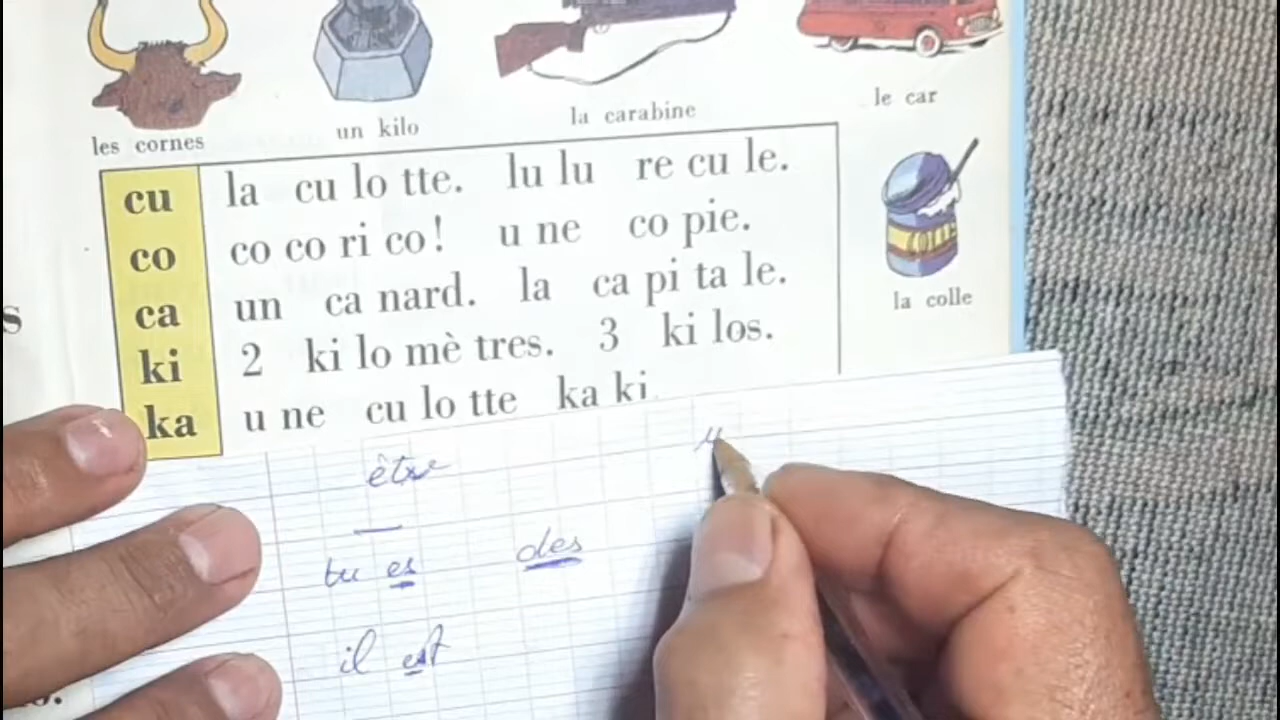 les cornes
un kilo
la carabine
le car
cu la cu lo tte. lu lu re cu le.
co co co ri co! u ne co pie.
ca un ca nard. la ca pi ta le.
ki 2 ki lo mè tres. 3 ki los.
ka u ne cu lo tte ka ki.
COLLE
la colle
s
être
tu es
des
il est